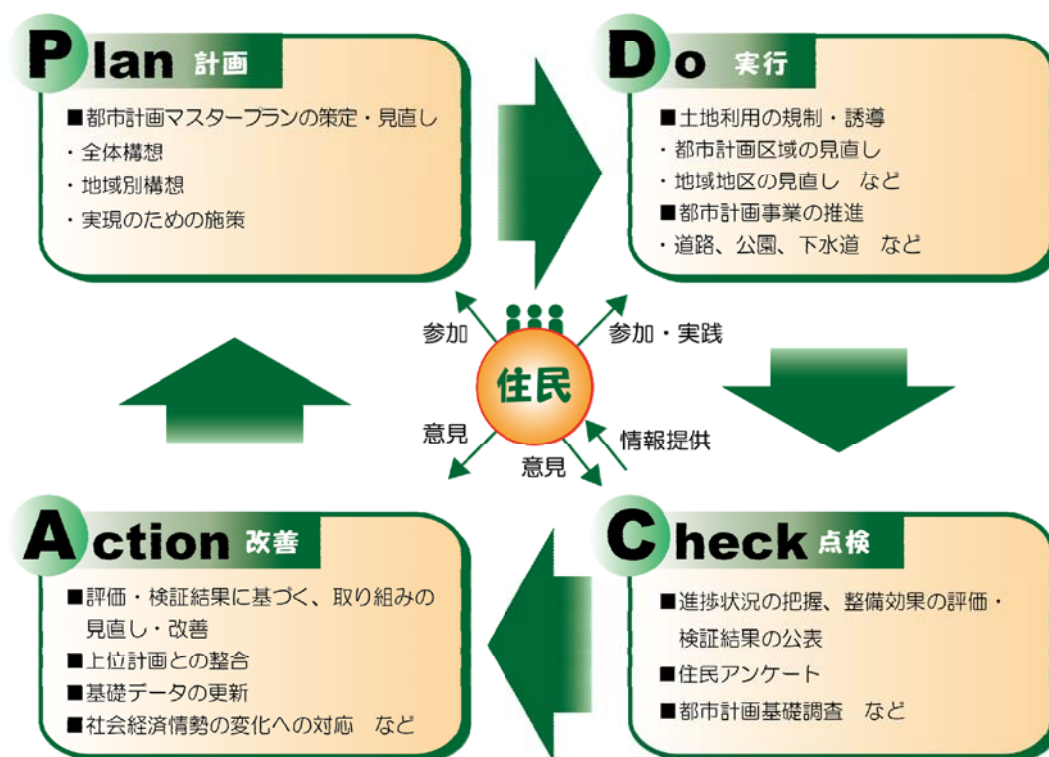 Plan 計画
■都市計画マスタープランの策定・見直し
・全体構想
・地域別構想
・実現のための施策
Do 実行
■土地利用の規制・誘導
・都市計画区域の見直し
・地域地区の見直し　など
■都市計画事業の推進
・道路、公園、下水道　など
参加
参加・実践
住民
意見
意見
情報提供
Action 改善
■評価・検証結果に基づく、取り組みの
見直し・改善
■上位計画との整合
■基礎データの更新
■社会経済情勢の変化への対応　など
Check 点検
■進捗状況の把握、整備効果の評価・
検証結果の公表
■住民アンケート
■都市計画基礎調査　など